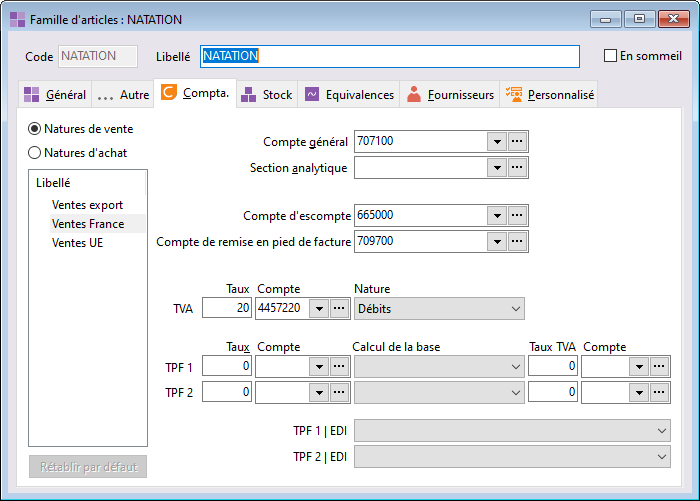 Famille d'articles : NATATION
Code NATATION Libellé NATATION En sommeil
Général ... Autre Compta. Stock Equivalences Fournisseurs Personnalisé
Natures de vente
Natures d'achat
Libellé
Ventes export
Ventes France
Ventes UE
Rétablir par défaut
Compte général 707100
Section analytique
Compte d'escompte 665000
Compte de remise en pied de facture 709700
Taux Compte Nature
TVA 20 4457220 Débits
Taux Compte Calcul de la base Taux TVA Compte
TPF 1 0 0
TPF 2 0 0
TPF 1 | EDI
TPF 2 | EDI